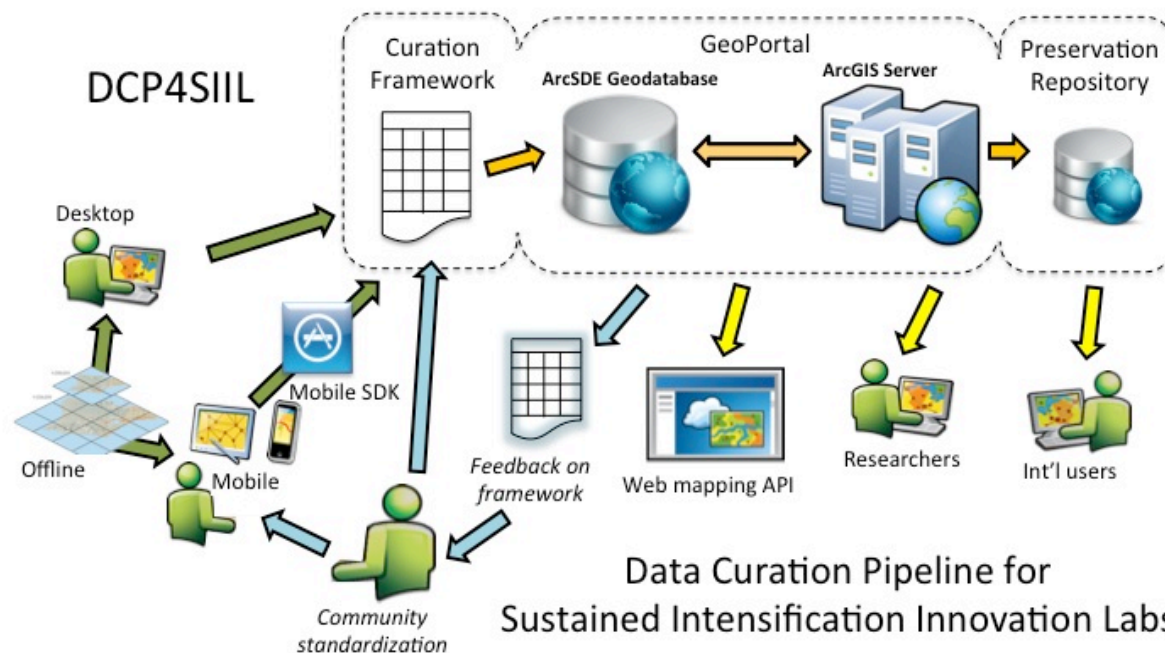 DCP4SIIL
Curation
Framework
GeoPortal
ArcSDE Geodatabase
ArcGIS Server
Preservation
Repository
Desktop
Mobile SDK
Offline
Mobile
Feedback on
framework
Web mapping API
Researchers
Int'l users
Community
standardization
Data Curation Pipeline for
Sustained Intensification Innovation Labs